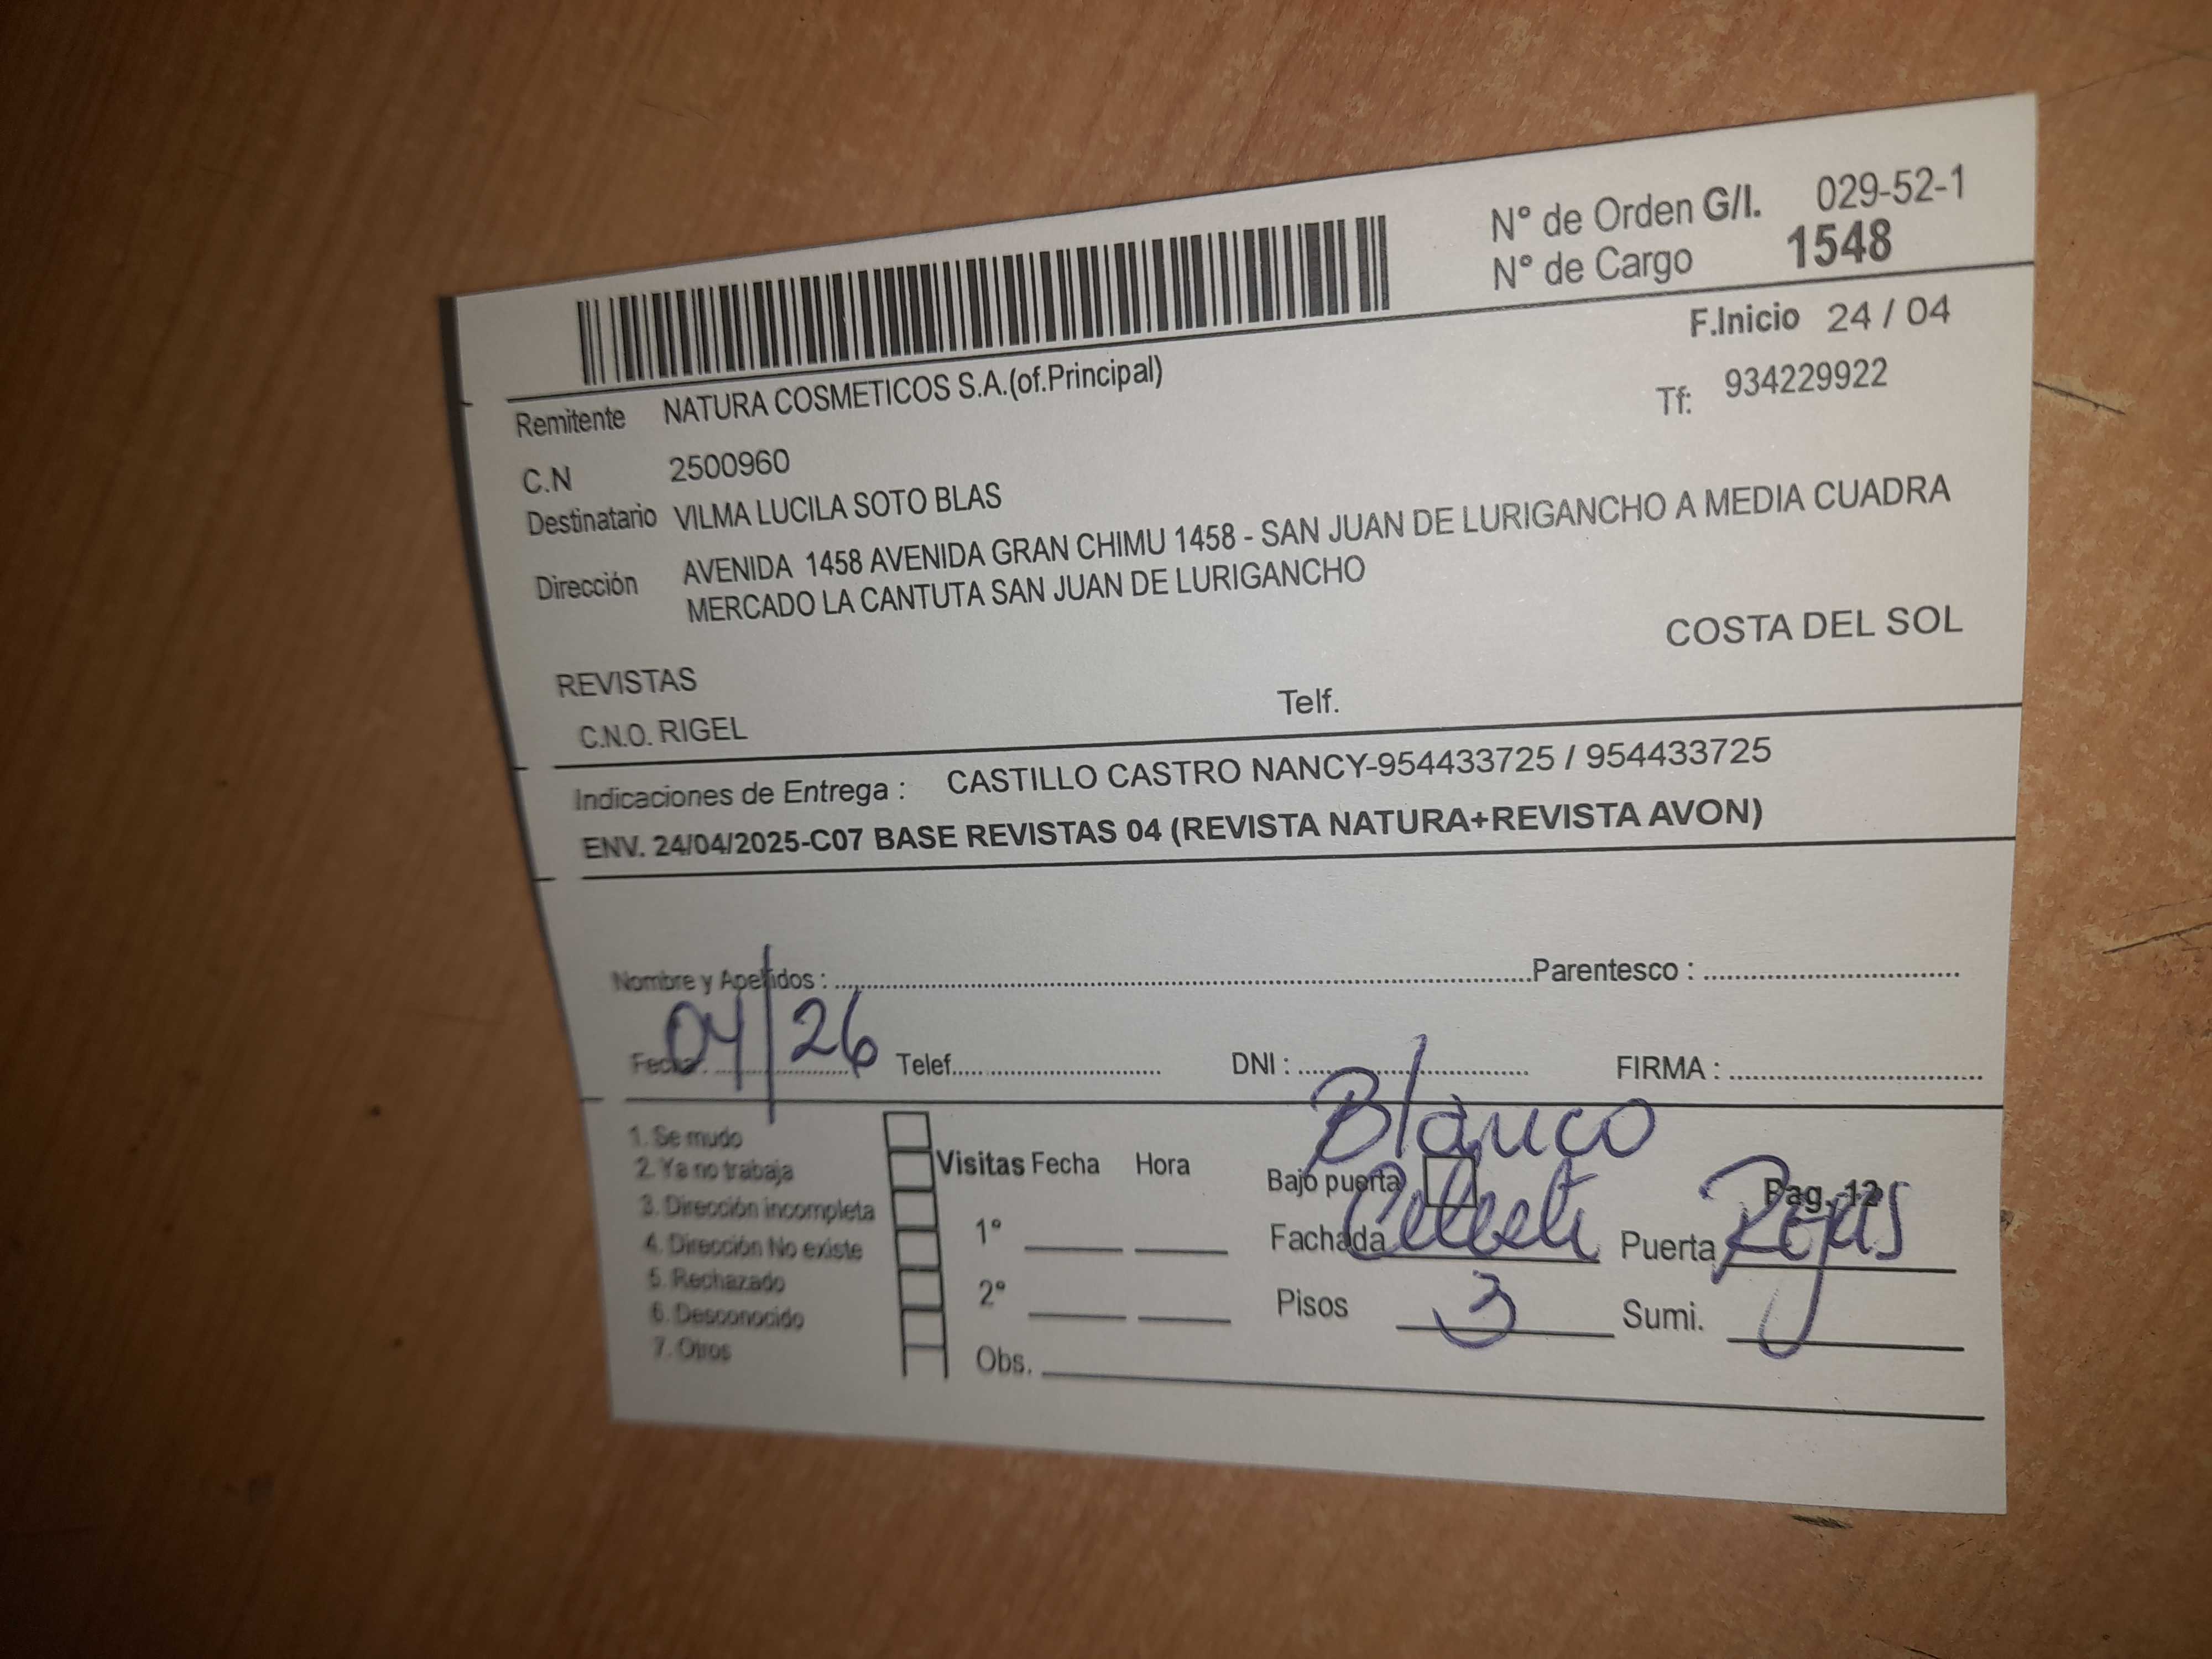 N° de Orden G/I. 029-52-1
N° de Cargo 1548
F.Inicio 24 / 04
Remitente NATURA COSMETICOS S.A.(of.Principal)
Tf: 934229922
C.N 2500960
Destinatario VILMA LUCILA SOTO BLAS
Dirección AVENIDA 1458 AVENIDA GRAN CHIMU 1458 - SAN JUAN DE LURIGANCHO A MEDIA CUADRA
MERCADO LA CANTUTA SAN JUAN DE LURIGANCHO
COSTA DEL SOL
REVISTAS
C.N.O. RIGEL Telf.
Indicaciones de Entrega : CASTILLO CASTRO NANCY-954433725 / 954433725
ENV. 24/04/2025-C07 BASE REVISTAS 04 (REVISTA NATURA+REVISTA AVON)
Nombre y Apellidos : Parentesco :
Fecha: 04/26 Telef. DNI : FIRMA :
Blanco
1. Se mudo
2. Ya no trabaja
3. Dirección incompleta
4. Dirección No existe
5. Rechazado
6. Desconocido
7. Otros
Visitas Fecha Hora
1°
2°
Obs.
Bajo puerta Pag. 12
Fachada Celeste Puerta Rejas
Pisos 3 Sumi.